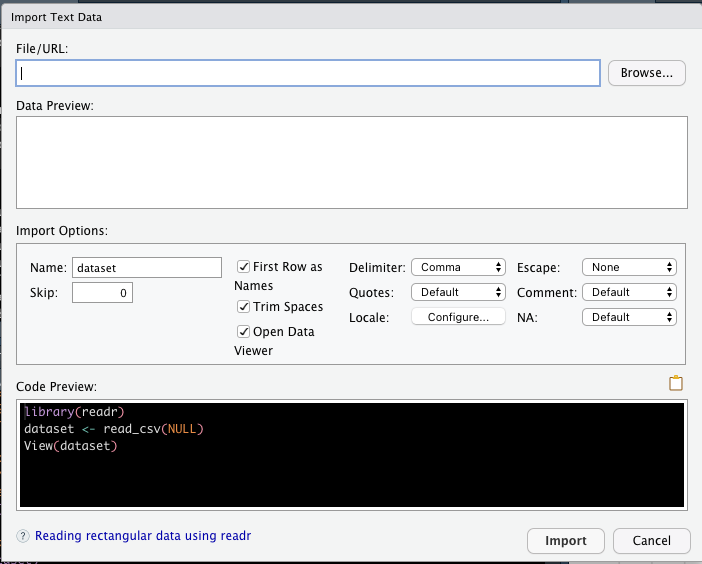 Import Text Data
File/URL:
Browse...
Data Preview:
Import Options:
Name: dataset
Skip: 0
First Row as
Names
Trim Spaces
Open Data
Viewer
Delimiter: Comma
Quotes: Default
Locale: Configure...
Escape: None
Comment: Default
NA: Default
Code Preview:
library(readr)
dataset <- read_csv(NULL)
View(dataset)
? Reading rectangular data using readr
Import
Cancel